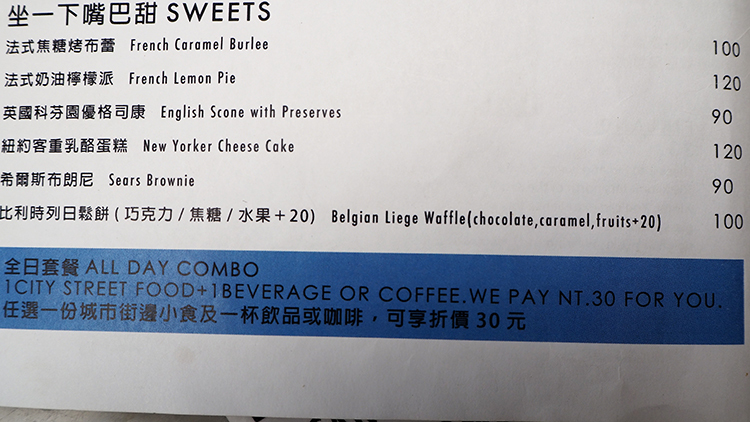 坐一下嘴巴甜 SWEETS
法式焦糖烤布蕾 French Caramel Burlee 100
法式奶油檸檬派 French Lemon Pie 120
英國科芬園優格司康 English Scone with Preserves 90
紐約客重乳酪蛋糕 New Yorker Cheese Cake 120
希爾斯布朗尼 Sears Brownie 90
比利時列日鬆餅 ( 巧克力 / 焦糖 / 水果＋20) Belgian Liege Waffle(chocolate,caramel,fruits+20) 100
全日套餐 ALL DAY COMBO
1CITY STREET FOOD+1BEVERAGE OR COFFEE.WE PAY NT.30 FOR YOU.
任選一份城市街邊小食及一杯飲品或咖啡，可享折價 30 元